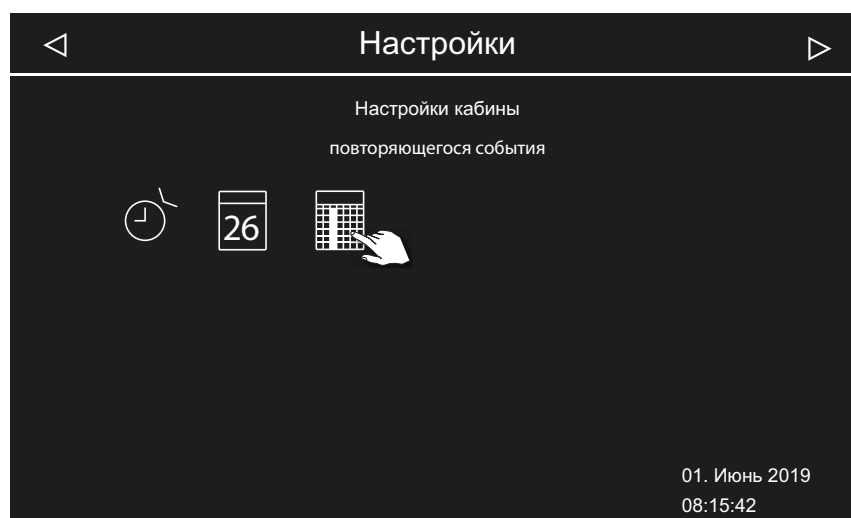 Настройки
Настройки кабины
повторяющегося события
26
01. Июнь 2019
08:15:42